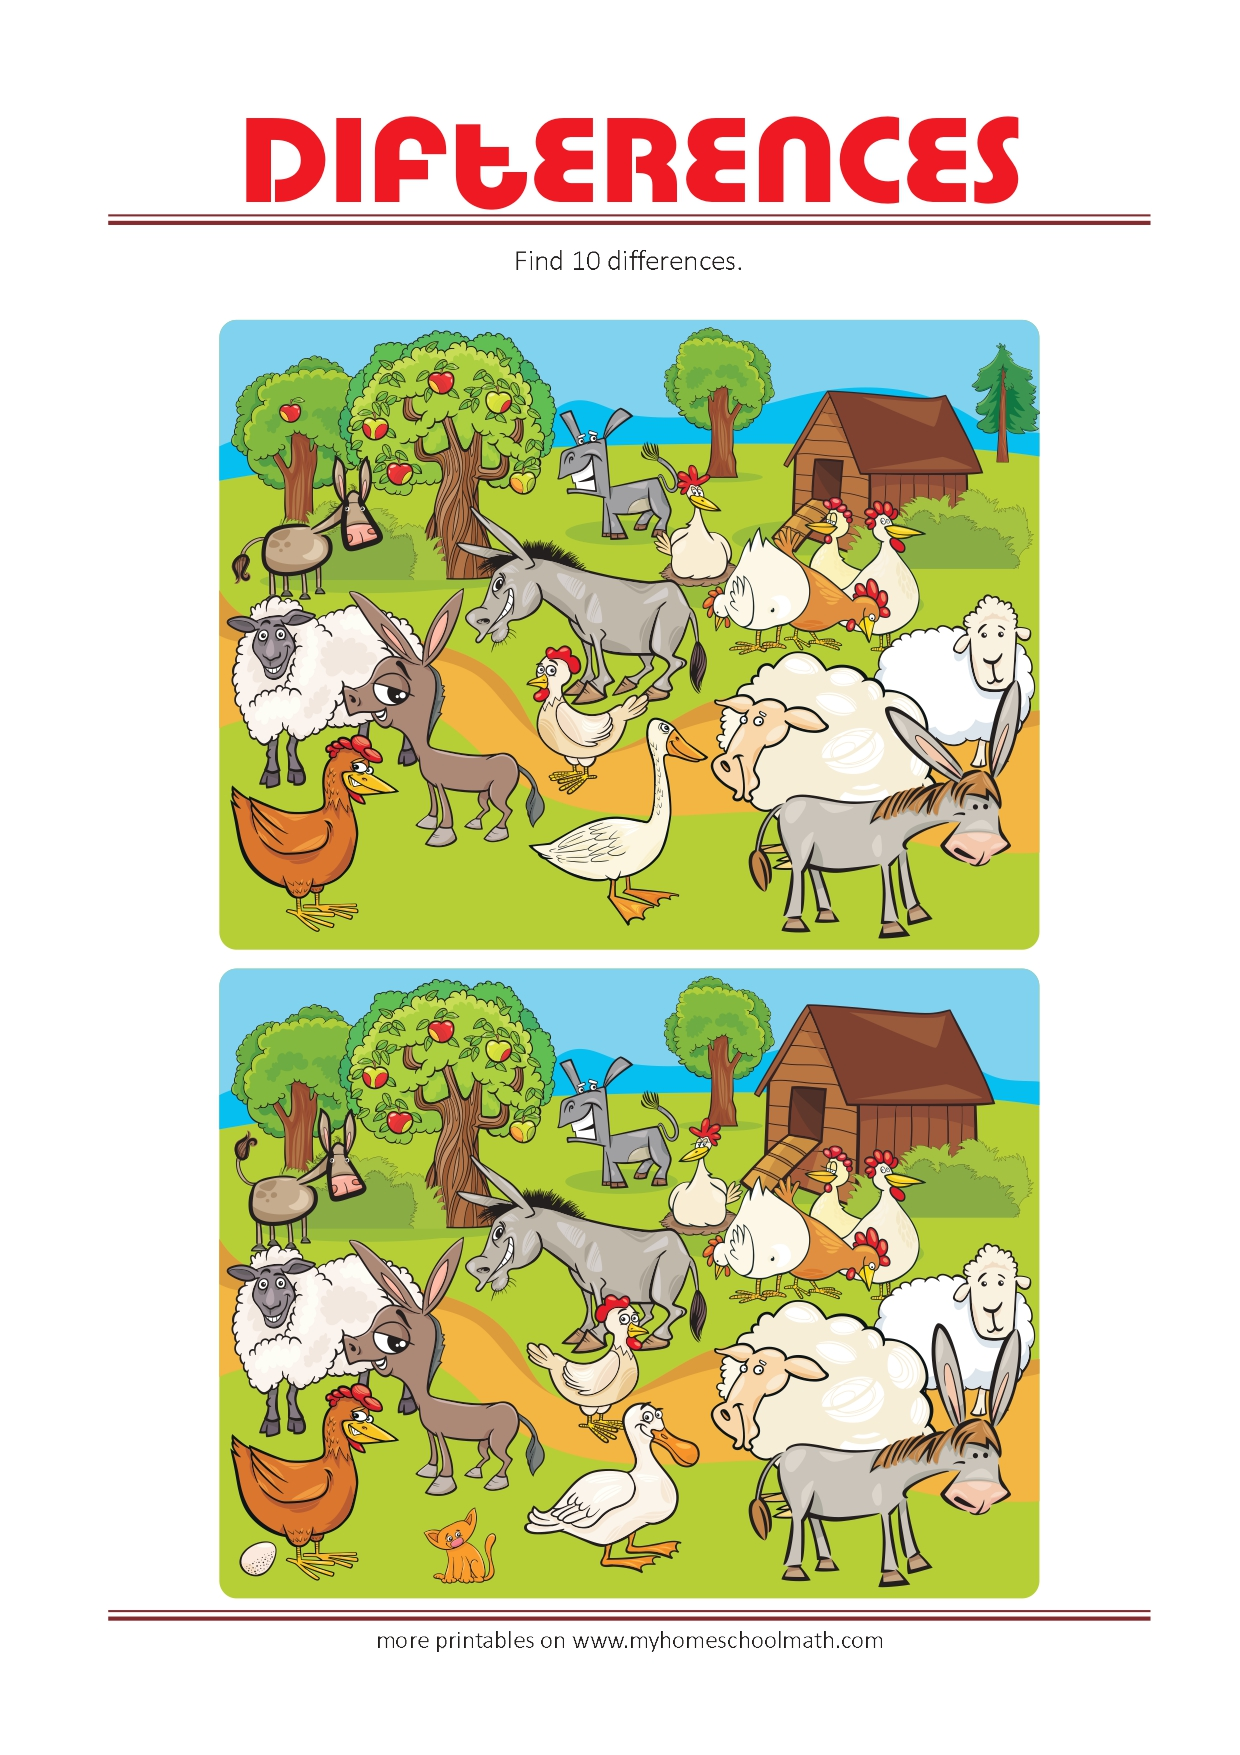 DIFFERENCES
Find 10 differences.
more printables on www.myhomeschoolmath.com